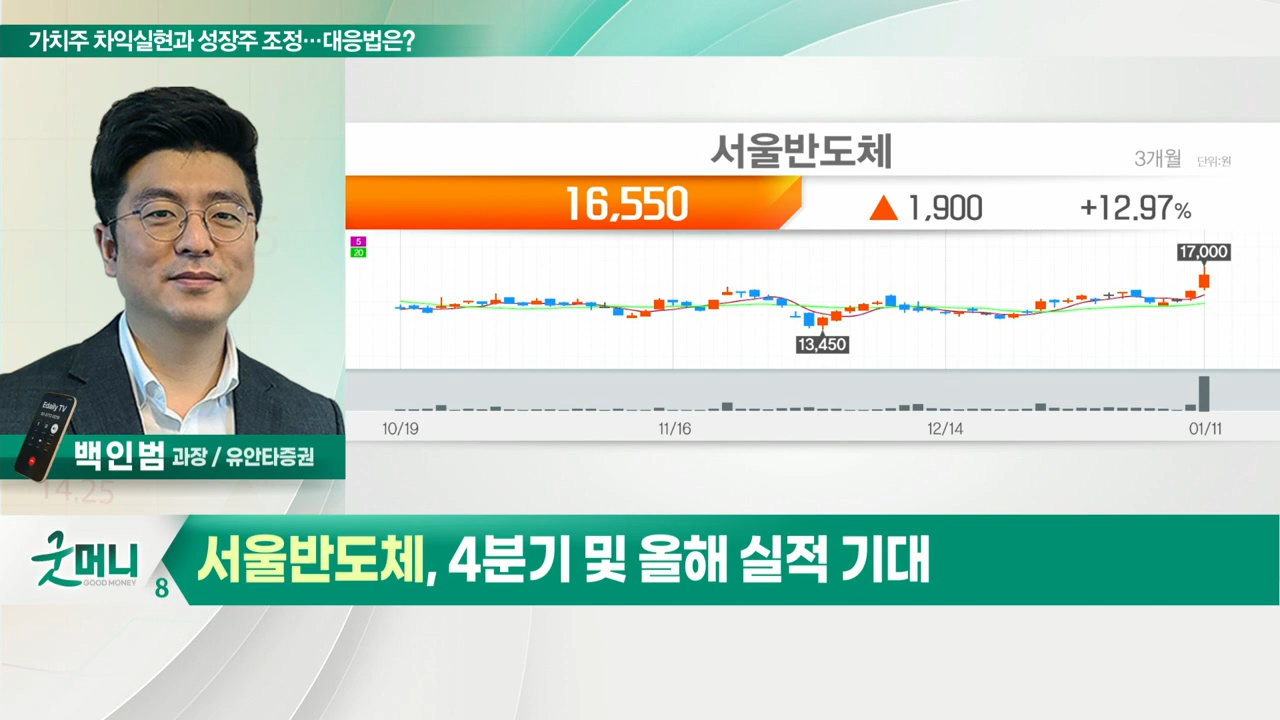 가치주 차익실현과 성장주 조정…대응법은?
서울반도체
3개월 단위:원
16,550 ▲ 1,900 +12.97%
5
20
17,000
13,450
10/19 11/16 12/14 01/11
Edaily TV
백인범 과장 / 유안타증권
14.25
굿머니
GOOD MONEY
8
서울반도체, 4분기 및 올해 실적 기대